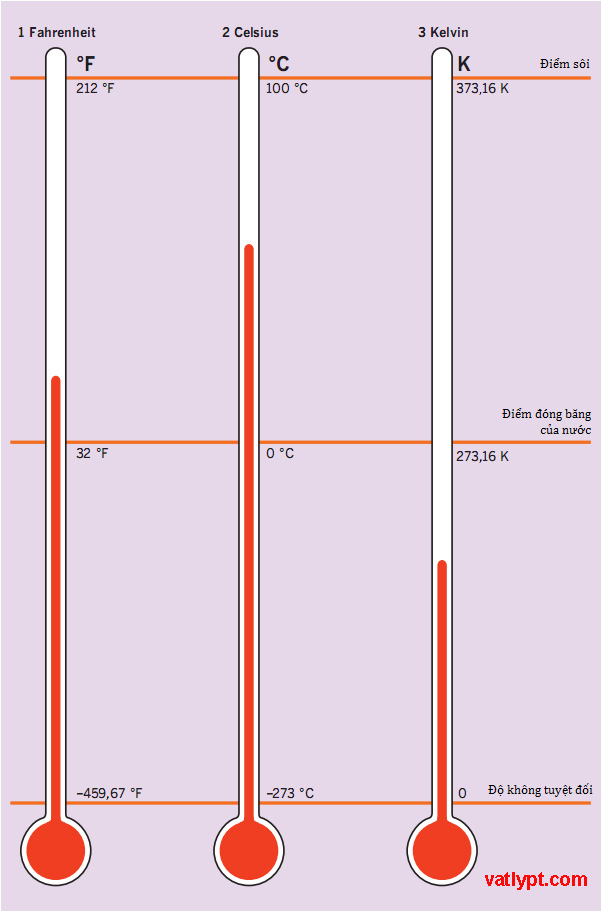 1 Fahrenheit
2 Celsius
3 Kelvin
°F
°C
K
Điểm sôi
212 °F
100 °C
373,16 K
Điểm đóng băng
của nước
32 °F
0 °C
273,16 K
–459,67 °F
–273 °C
0
Độ không tuyệt đối
vatlypt.com